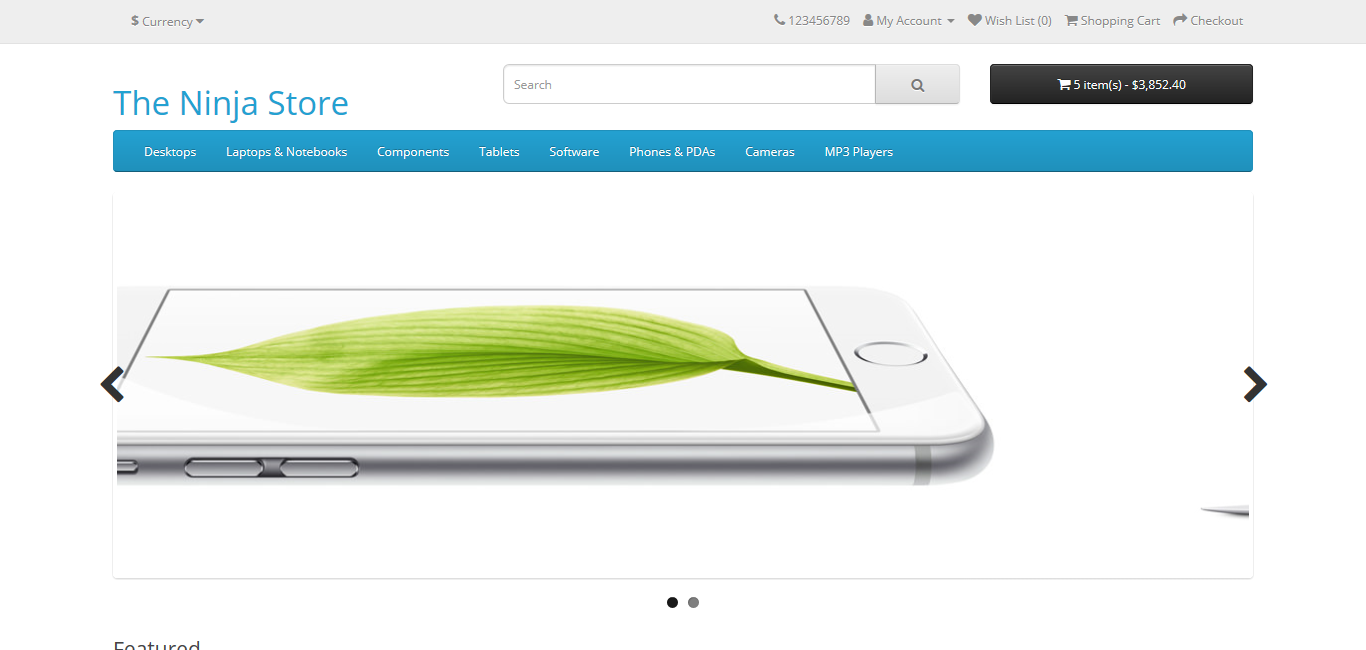 $ Currency 123456789 My Account Wish List (0) Shopping Cart Checkout
The Ninja Store
Search
5 item(s) - $3,852.40
Desktops Laptops & Notebooks Components Tablets Software Phones & PDAs Cameras MP3 Players
Featured